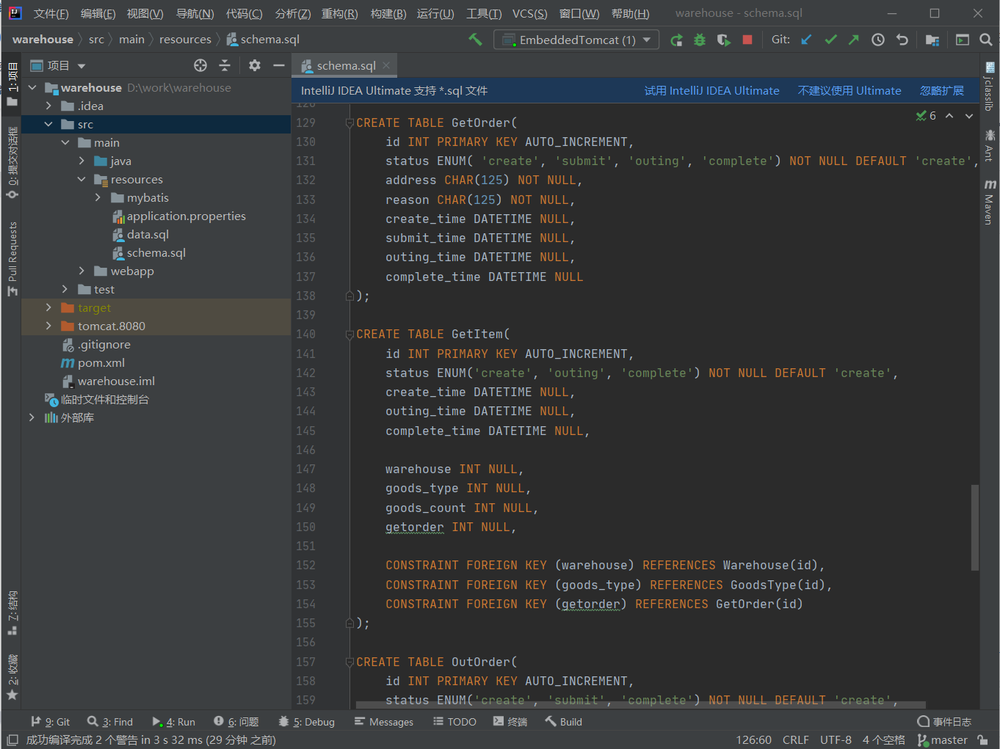 文件(F) 编辑(E) 视图(V) 导航(N) 代码(C) 分析(Z) 重构(R) 构建(B) 运行(U) 工具(T) VCS(S) 窗口(W) 帮助(H) warehouse - schema.sql
warehouse src main resources schema.sql EmbeddedTomcat (1) Git:
项目 schema.sql
IntelliJ IDEA Ultimate 支持 *.sql 文件 试用 IntelliJ IDEA Ultimate 不建议使用 Ultimate 忽略扩展
1: 项目
0: 提交对话框
Pull Requests
Z: 结构
2: 收藏
warehouse D:\work\warehouse
.idea
src
main
java
resources
mybatis
application.properties
data.sql
schema.sql
webapp
test
target
tomcat.8080
.gitignore
pom.xml
warehouse.iml
临时文件和控制台
外部库
6
128
129 CREATE TABLE GetOrder(
130 id INT PRIMARY KEY AUTO_INCREMENT,
131 status ENUM( 'create', 'submit', 'outing', 'complete') NOT NULL DEFAULT 'create',
132 address CHAR(125) NOT NULL,
133 reason CHAR(125) NOT NULL,
134 create_time DATETIME NULL,
135 submit_time DATETIME NULL,
136 outing_time DATETIME NULL,
137 complete_time DATETIME NULL
138 );
139
140 CREATE TABLE GetItem(
141 id INT PRIMARY KEY AUTO_INCREMENT,
142 status ENUM('create', 'outing', 'complete') NOT NULL DEFAULT 'create',
143 create_time DATETIME NULL,
144 outing_time DATETIME NULL,
145 complete_time DATETIME NULL,
146
147 warehouse INT NULL,
148 goods_type INT NULL,
149 goods_count INT NULL,
150 getorder INT NULL,
151
152 CONSTRAINT FOREIGN KEY (warehouse) REFERENCES Warehouse(id),
153 CONSTRAINT FOREIGN KEY (goods_type) REFERENCES GoodsType(id),
154 CONSTRAINT FOREIGN KEY (getorder) REFERENCES GetOrder(id)
155 );
156
157 CREATE TABLE OutOrder(
158 id INT PRIMARY KEY AUTO_INCREMENT,
159 status ENUM('create', 'submit', 'complete') NOT NULL DEFAULT 'create',
jclasslib
Ant
m Maven
9: Git 3: Find 4: Run 6: 问题 5: Debug Messages TODO 终端 Build 事件日志
成功编译完成 2 个警告 in 3 s 32 ms (29 分钟 之前) 126:60 CRLF UTF-8 4 个空格 master